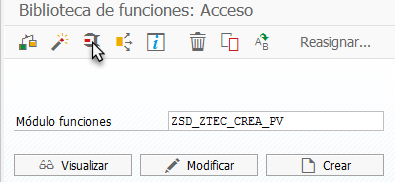 Biblioteca de funciones: Acceso
Reasignar...
Módulo funciones ZSD_ZTEC_CREA_PV
Visualizar Modificar Crear